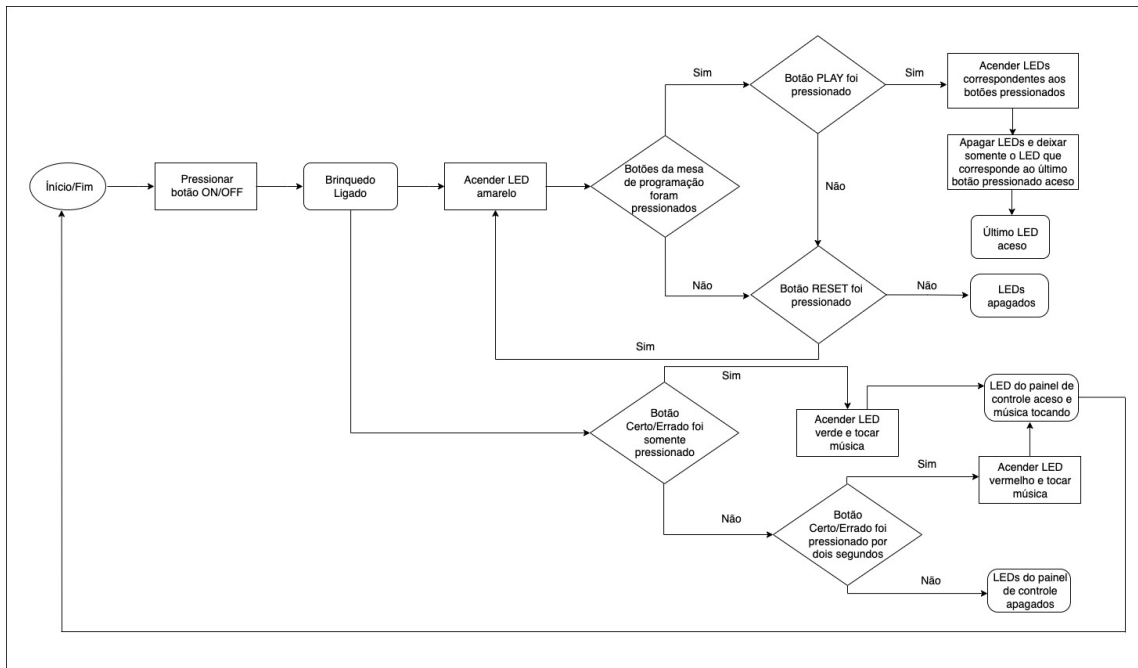 Ínicio/Fim
Pressionar
botão ON/OFF
Brinquedo
Ligado
Acender LED
amarelo
Botões da mesa
de programação
foram
pressionados
Sim
Botão PLAY foi
pressionado
Sim
Acender LEDs
correspondentes aos
botões pressionados
Apagar LEDs e deixar
somente o LED que
corresponde ao último
botão pressionado aceso
Último LED
aceso
Não
Não
Botão RESET foi
pressionado
Não
LEDs
apagados
Sim
Botão
Certo/Errado foi
somente
pressionado
Sim
Acender LED
verde e tocar
música
LED do painel de
controle aceso e
música tocando
Não
Botão
Certo/Errado foi
pressionado por
dois segundos
Sim
Acender LED
vermelho e tocar
música
Não
LEDs do painel
de controle
apagados